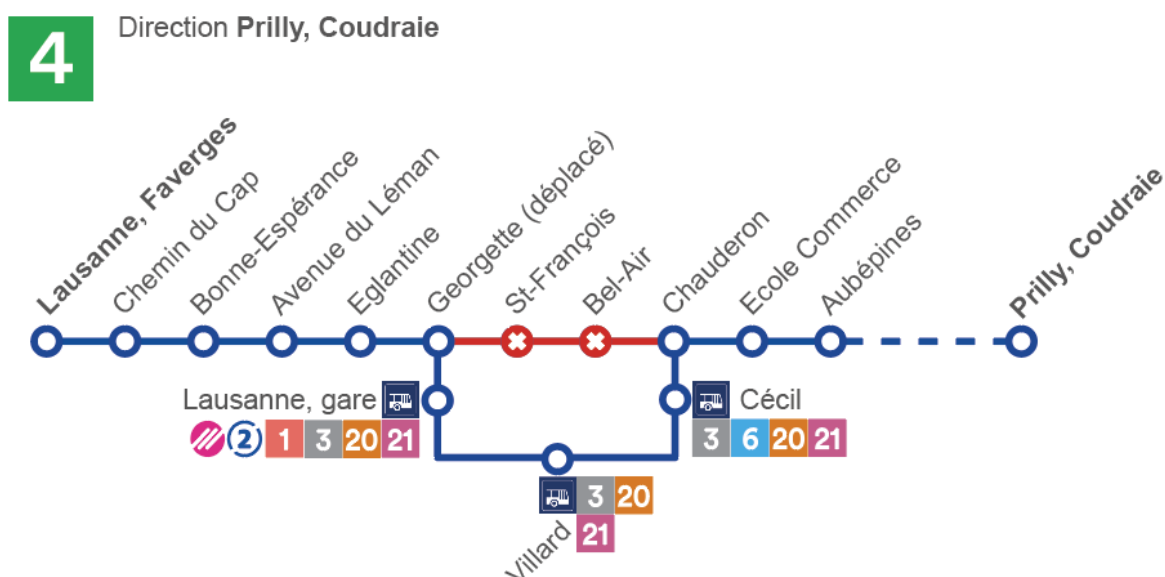 4
Direction Prilly, Coudraie
Lausanne, Faverges
Chemin du Cap
Bonne-Espérance
Avenue du Léman
Eglantine
Georgette (déplacé)
St-François
Bel-Air
Chauderon
Ecole Commerce
Aubépines
Prilly, Coudraie
Lausanne, gare
2 1 3 20 21
Cécil
3 6 20 21
3 20
21
Villard